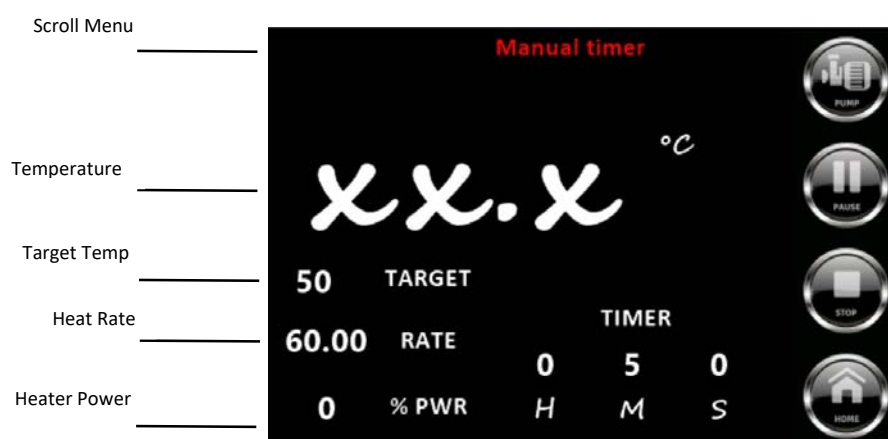 Scroll Menu
Manual timer
PUMP
°C
Temperature
xx.x
PAUSE
Target Temp
50 TARGET
STOP
Heat Rate
60.00 RATE
TIMER
0 5 0
Heater Power
0 % PWR
H M S
HOME